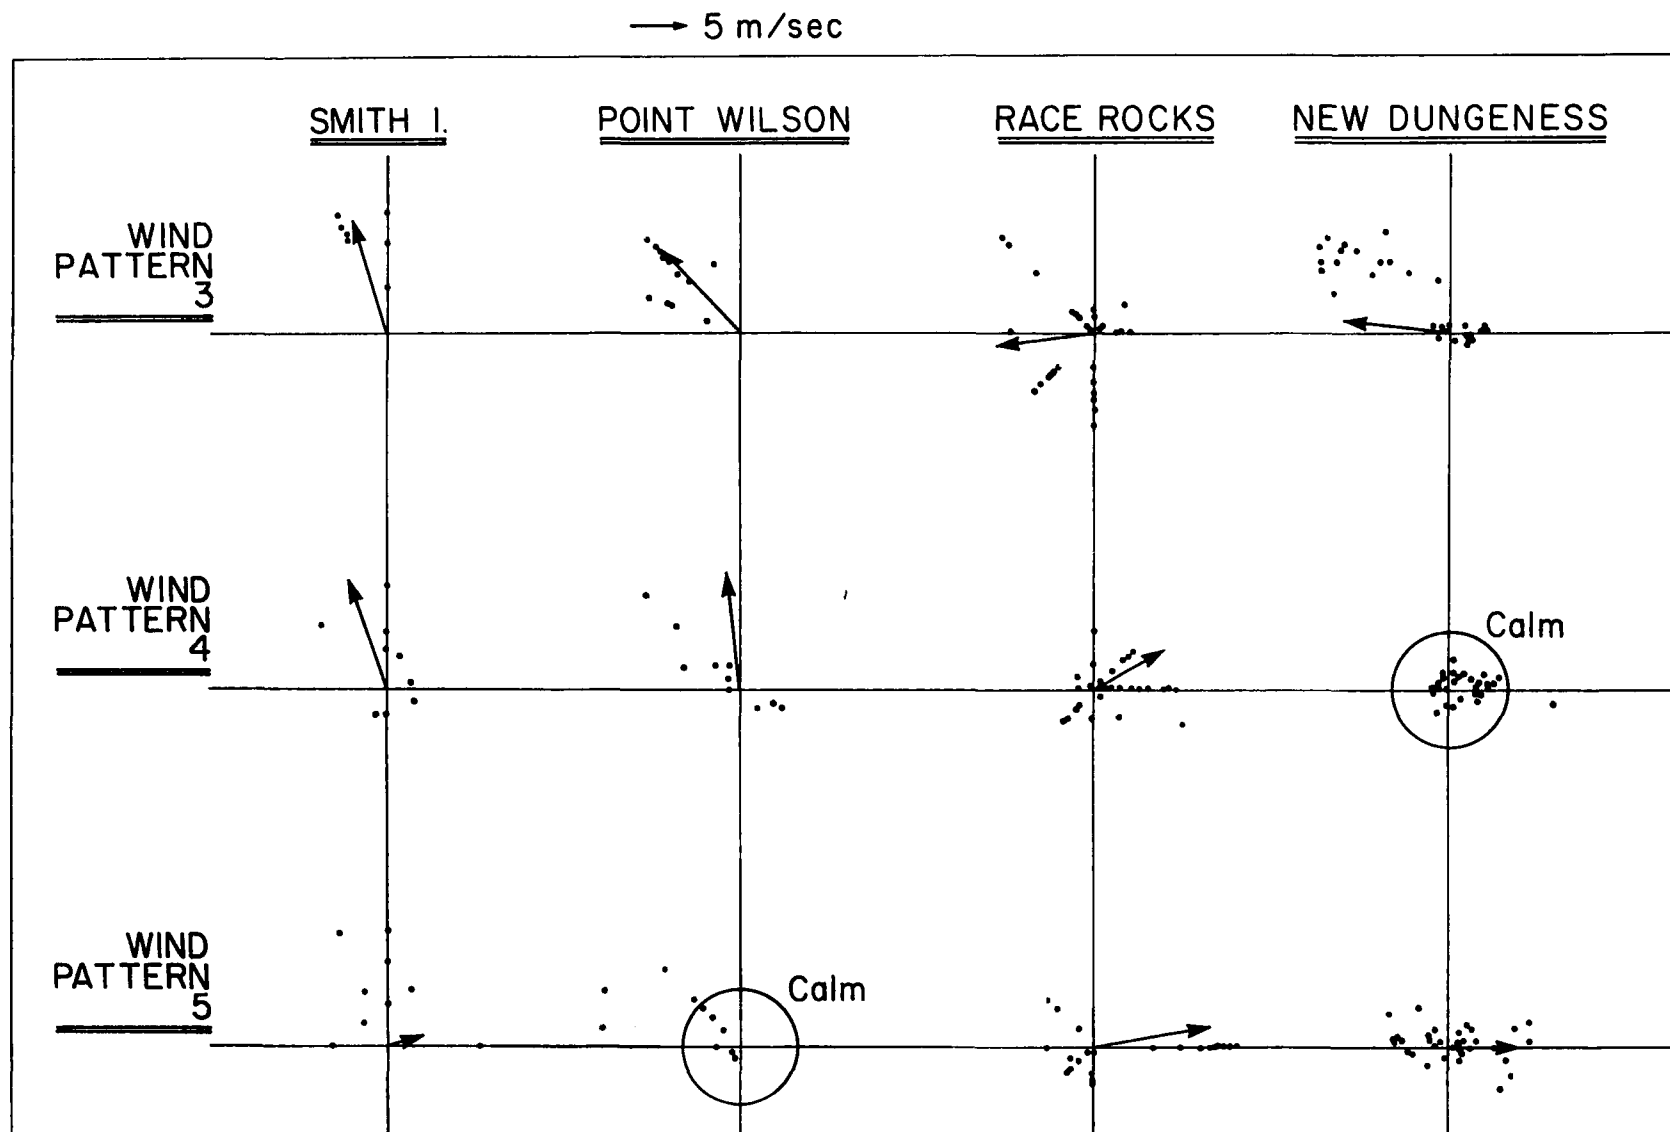 5 m/sec
SMITH I. POINT WILSON RACE ROCKS NEW DUNGENESS
WIND
PATTERN
3
WIND
PATTERN
4
Calm
WIND
PATTERN
5
Calm